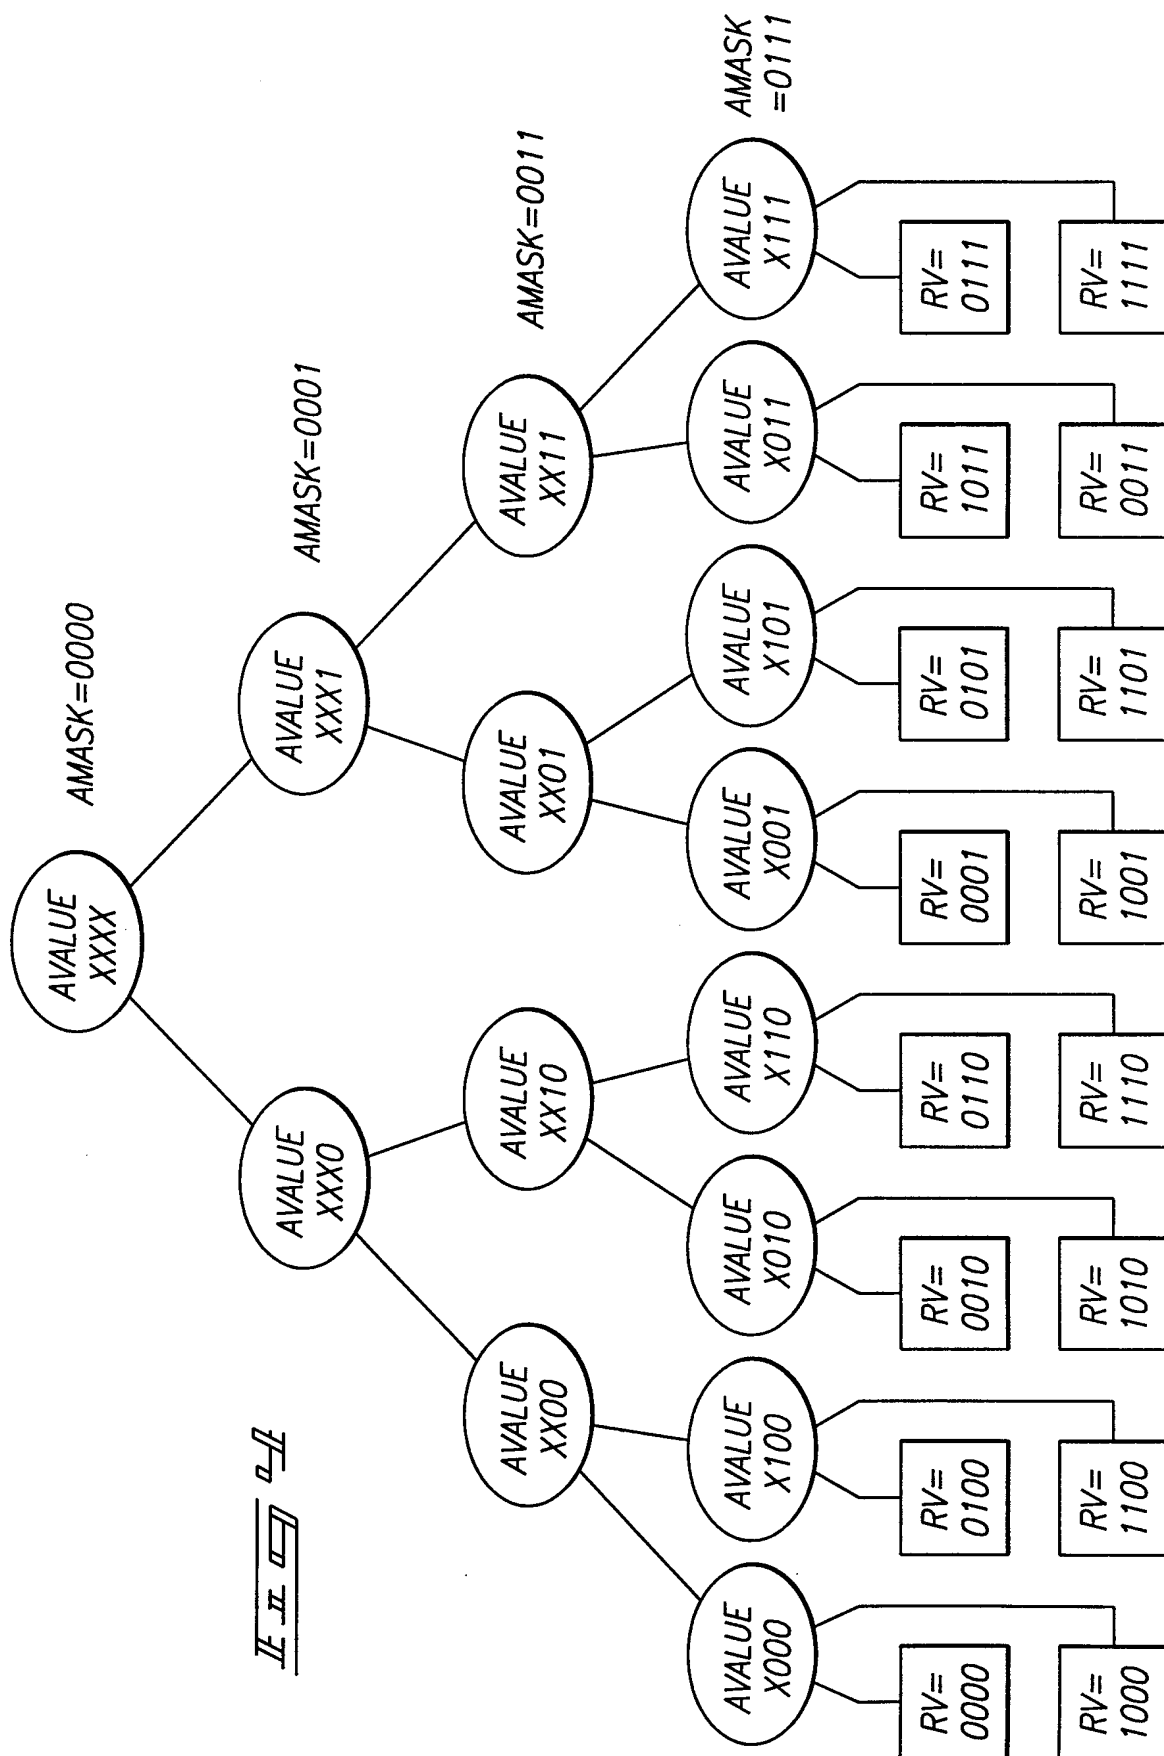 FIG 4
AVALUE
XXXX
AMASK=0000
AVALUE
XXX0
AVALUE
XXX1
AMASK=0001
AVALUE
XX00
AVALUE
XX10
AVALUE
XX01
AVALUE
XX11
AMASK=0011
AVALUE
X000
AVALUE
X100
AVALUE
X010
AVALUE
X110
AVALUE
X001
AVALUE
X101
AVALUE
X011
AVALUE
X111
AMASK
=0111
RV=
0000
RV=
0100
RV=
0010
RV=
0110
RV=
0001
RV=
0101
RV=
1011
RV=
0111
RV=
1000
RV=
1100
RV=
1010
RV=
1110
RV=
1001
RV=
1101
RV=
0011
RV=
1111